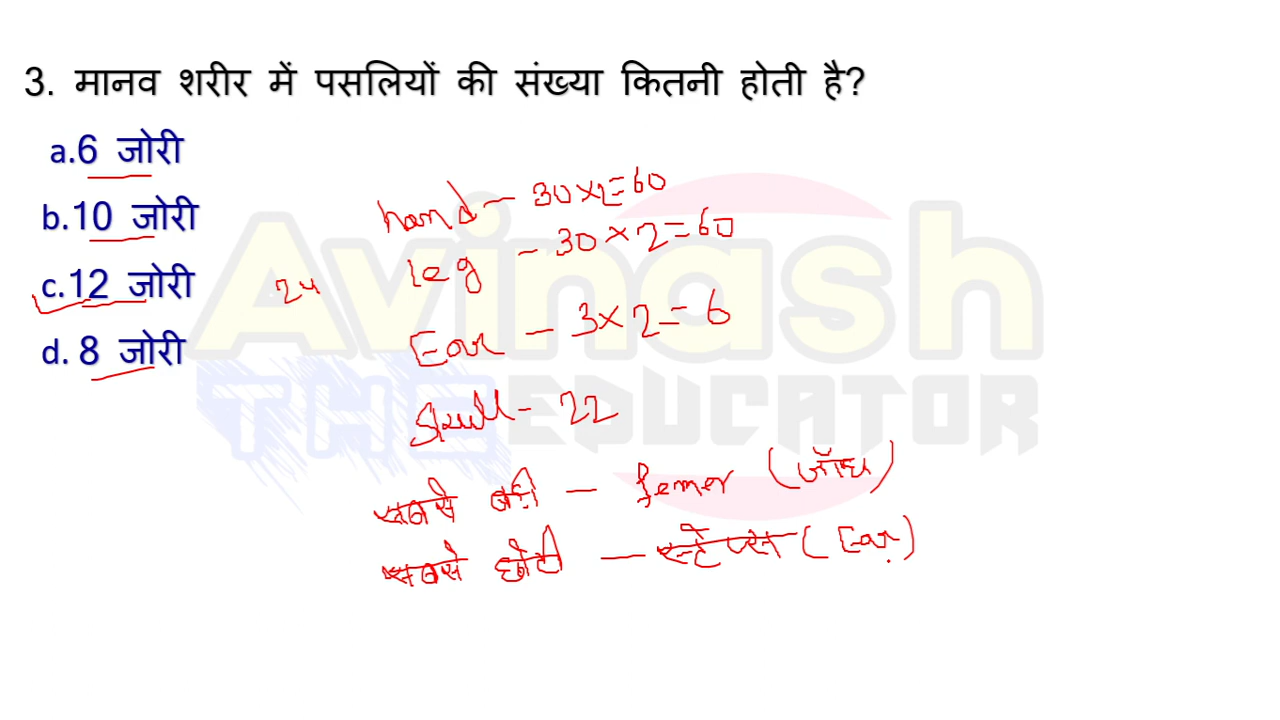 3. मानव शरीर में पसलियों की संख्या कितनी होती है?
a.6 जोरी
b.10 जोरी
c.12 जोरी
d. 8 जोरी
24
hand - 30×2=60
leg - 30×2=60
Ear - 3×2=6
Skull - 22
सबसे बड़ी - femer (जाँघ)
सबसे छोटी - स्टेप्स (Ear)
Avinash
THE EDUCATOR